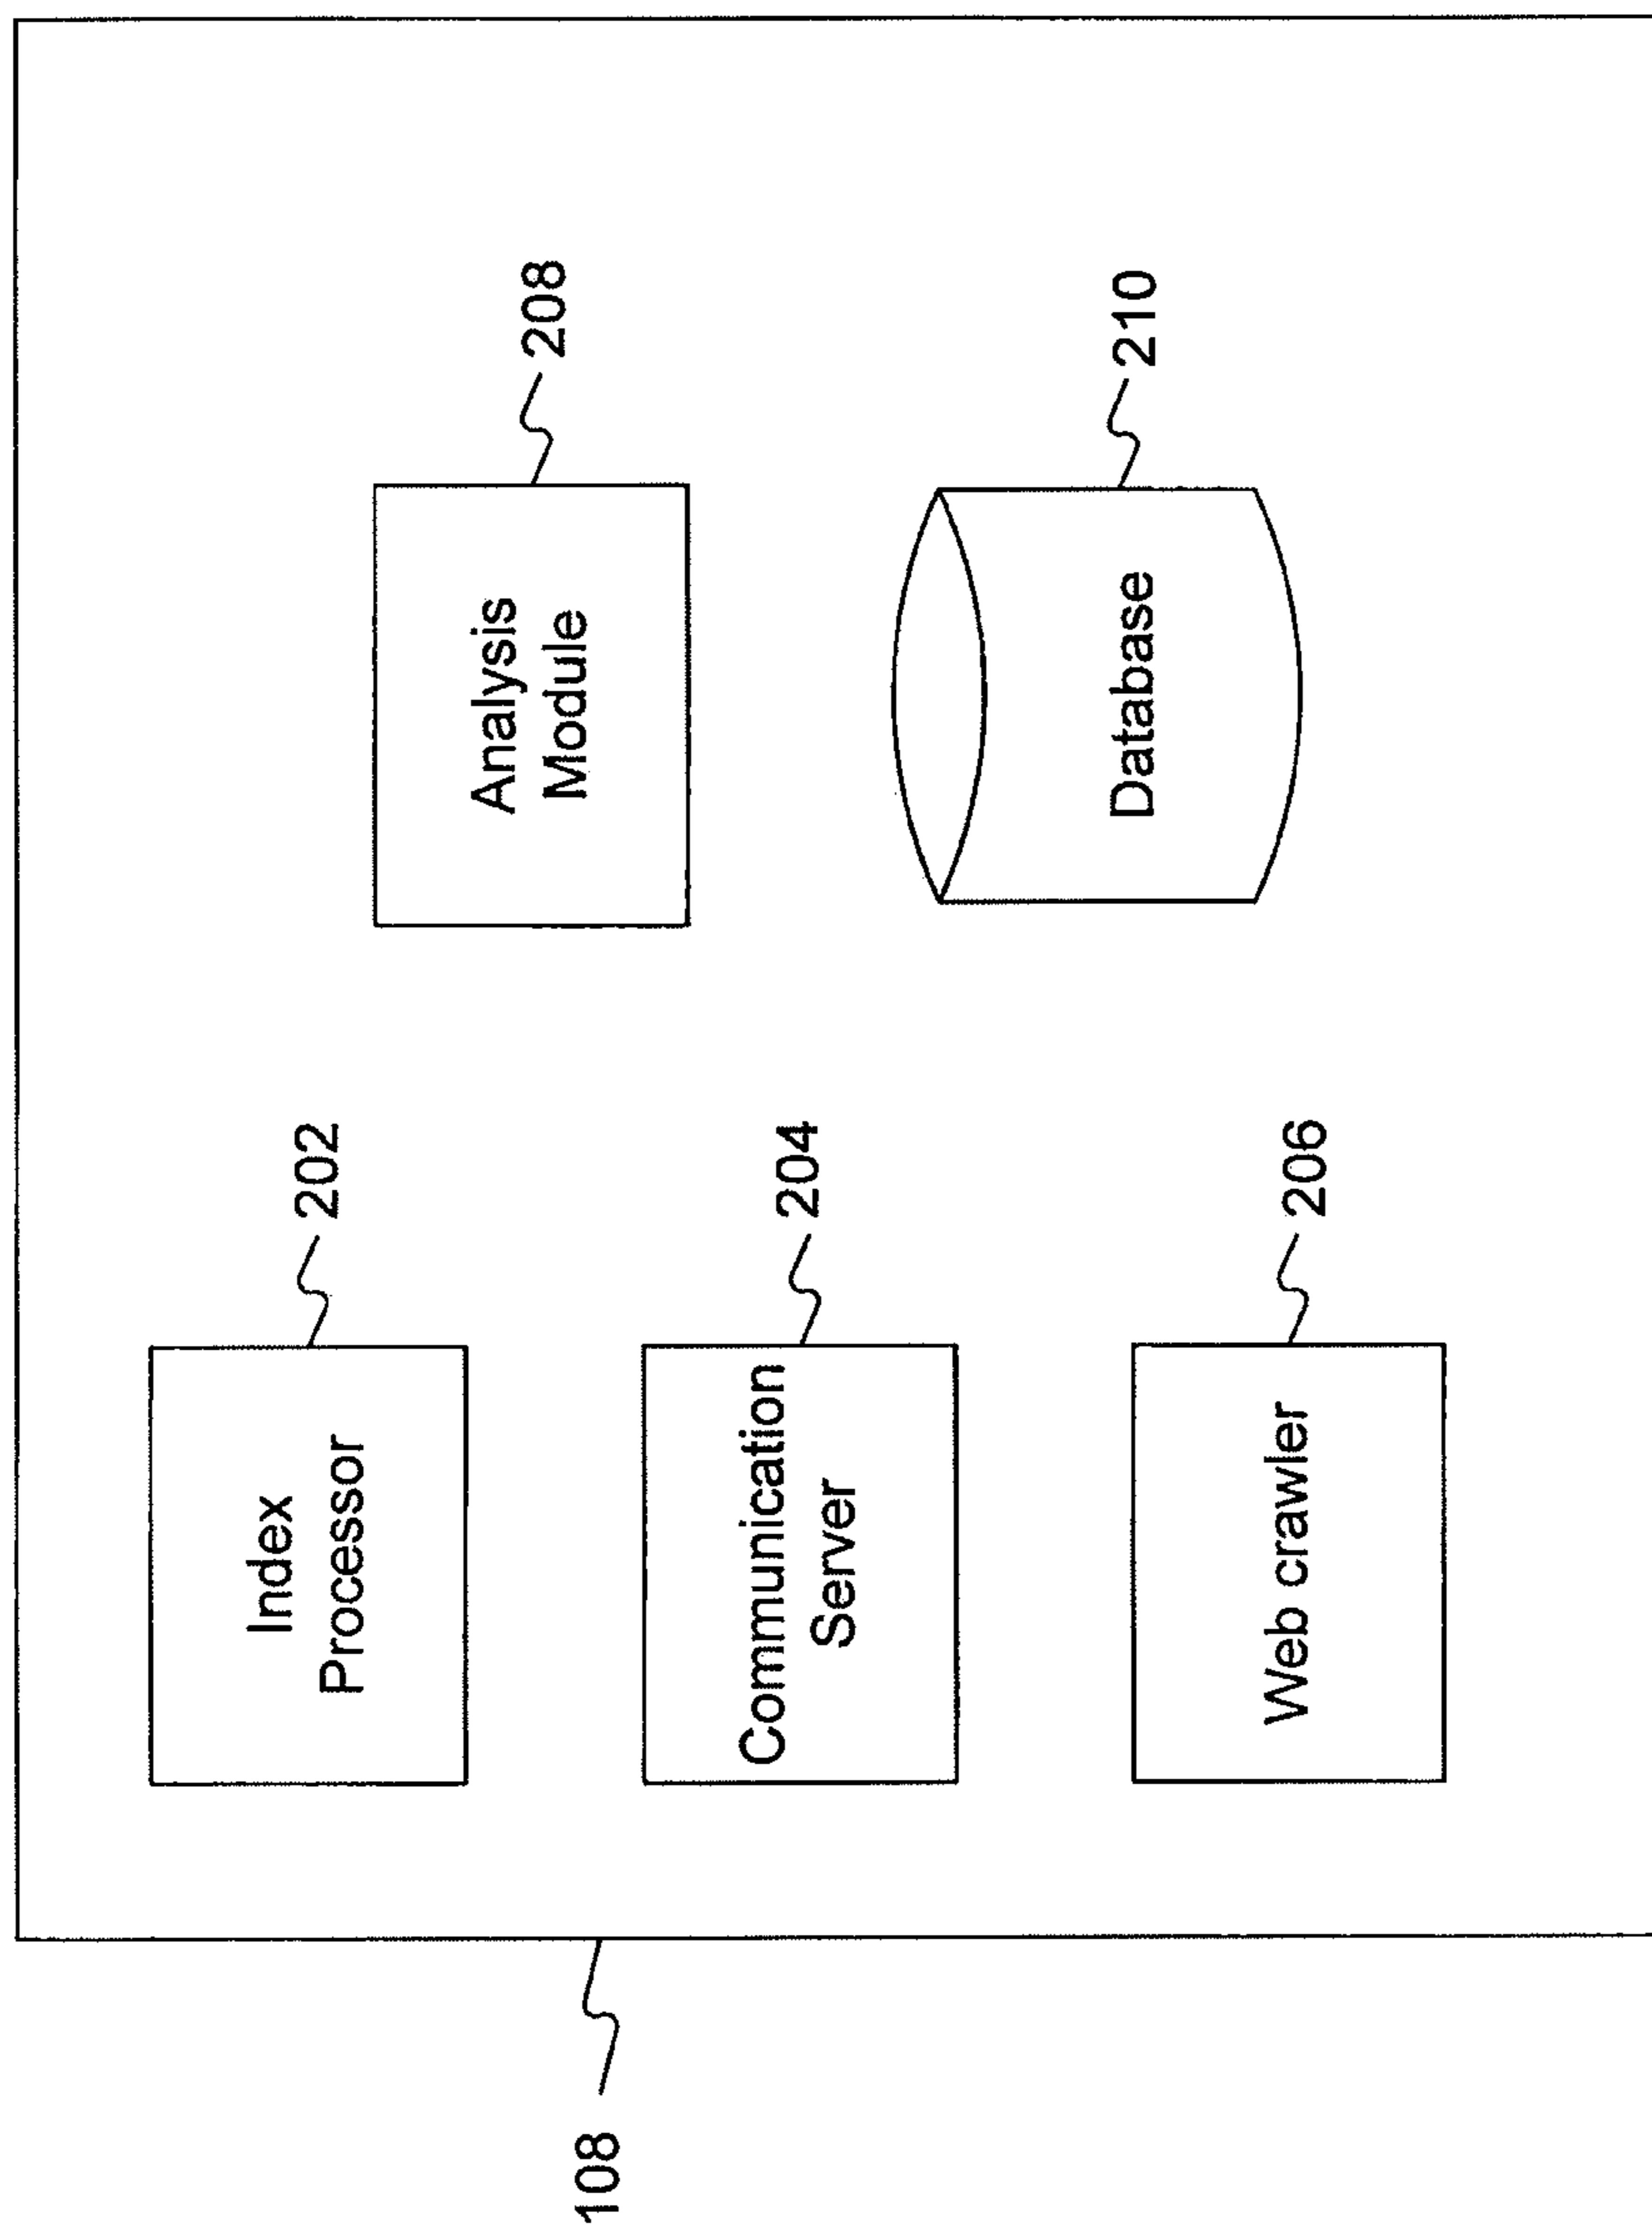 108
Index
Processor
202
Communication
Server
204
Web crawler
206
Analysis
Module
208
Database
210